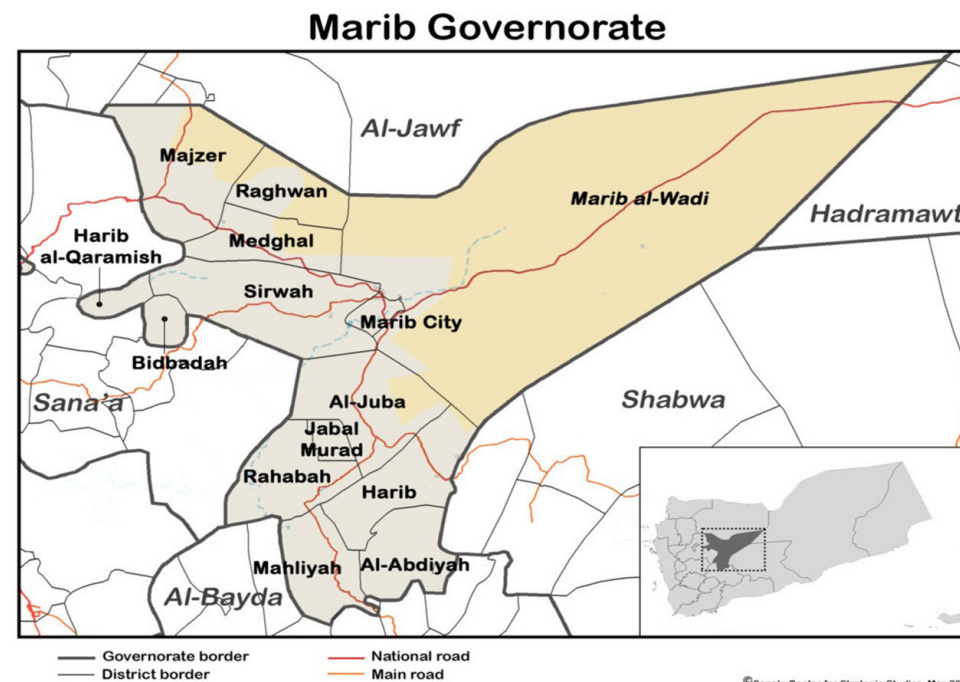 Marib Governorate
Al-Jawf
Majzer
Raghwan
Marib al-Wadi
Hadramawt
Harib
al-Qaramish
Medghal
Sirwah
Marib City
Bidbadah
Sana'a
Al-Juba
Shabwa
Jabal
Murad
Rahabah
Harib
Mahliyah
Al-Abdiyah
Al-Bayda
Governorate border
National road
District border
Main road